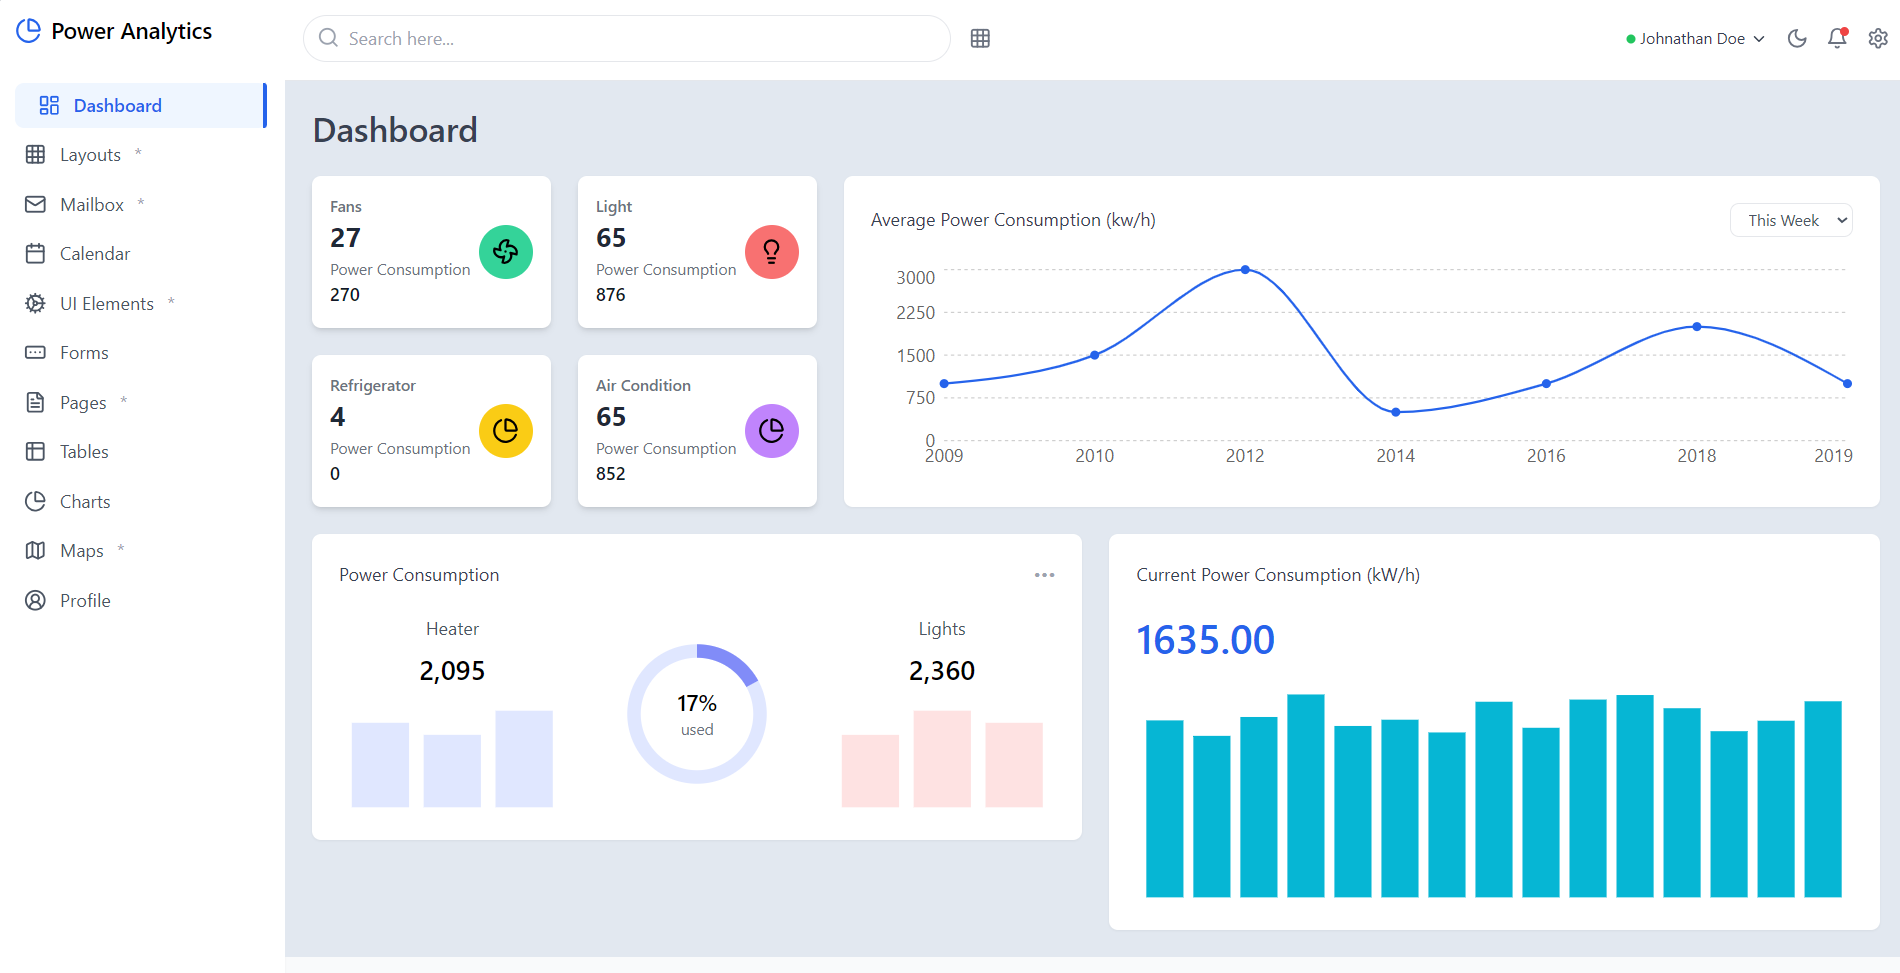 Power Analytics
Search here...
Johnathan Doe
Dashboard
Layouts *
Mailbox *
Calendar
UI Elements *
Forms
Pages *
Tables
Charts
Maps *
Profile
Dashboard
Fans
27
Power Consumption
270
Light
65
Power Consumption
876
Refrigerator
4
Power Consumption
0
Air Condition
65
Power Consumption
852
Average Power Consumption (kw/h)
This Week
3000
2250
1500
750
0
2009 2010 2012 2014 2016 2018 2019
Power Consumption
Heater
2,095
17%
used
Lights
2,360
Current Power Consumption (kW/h)
1635.00